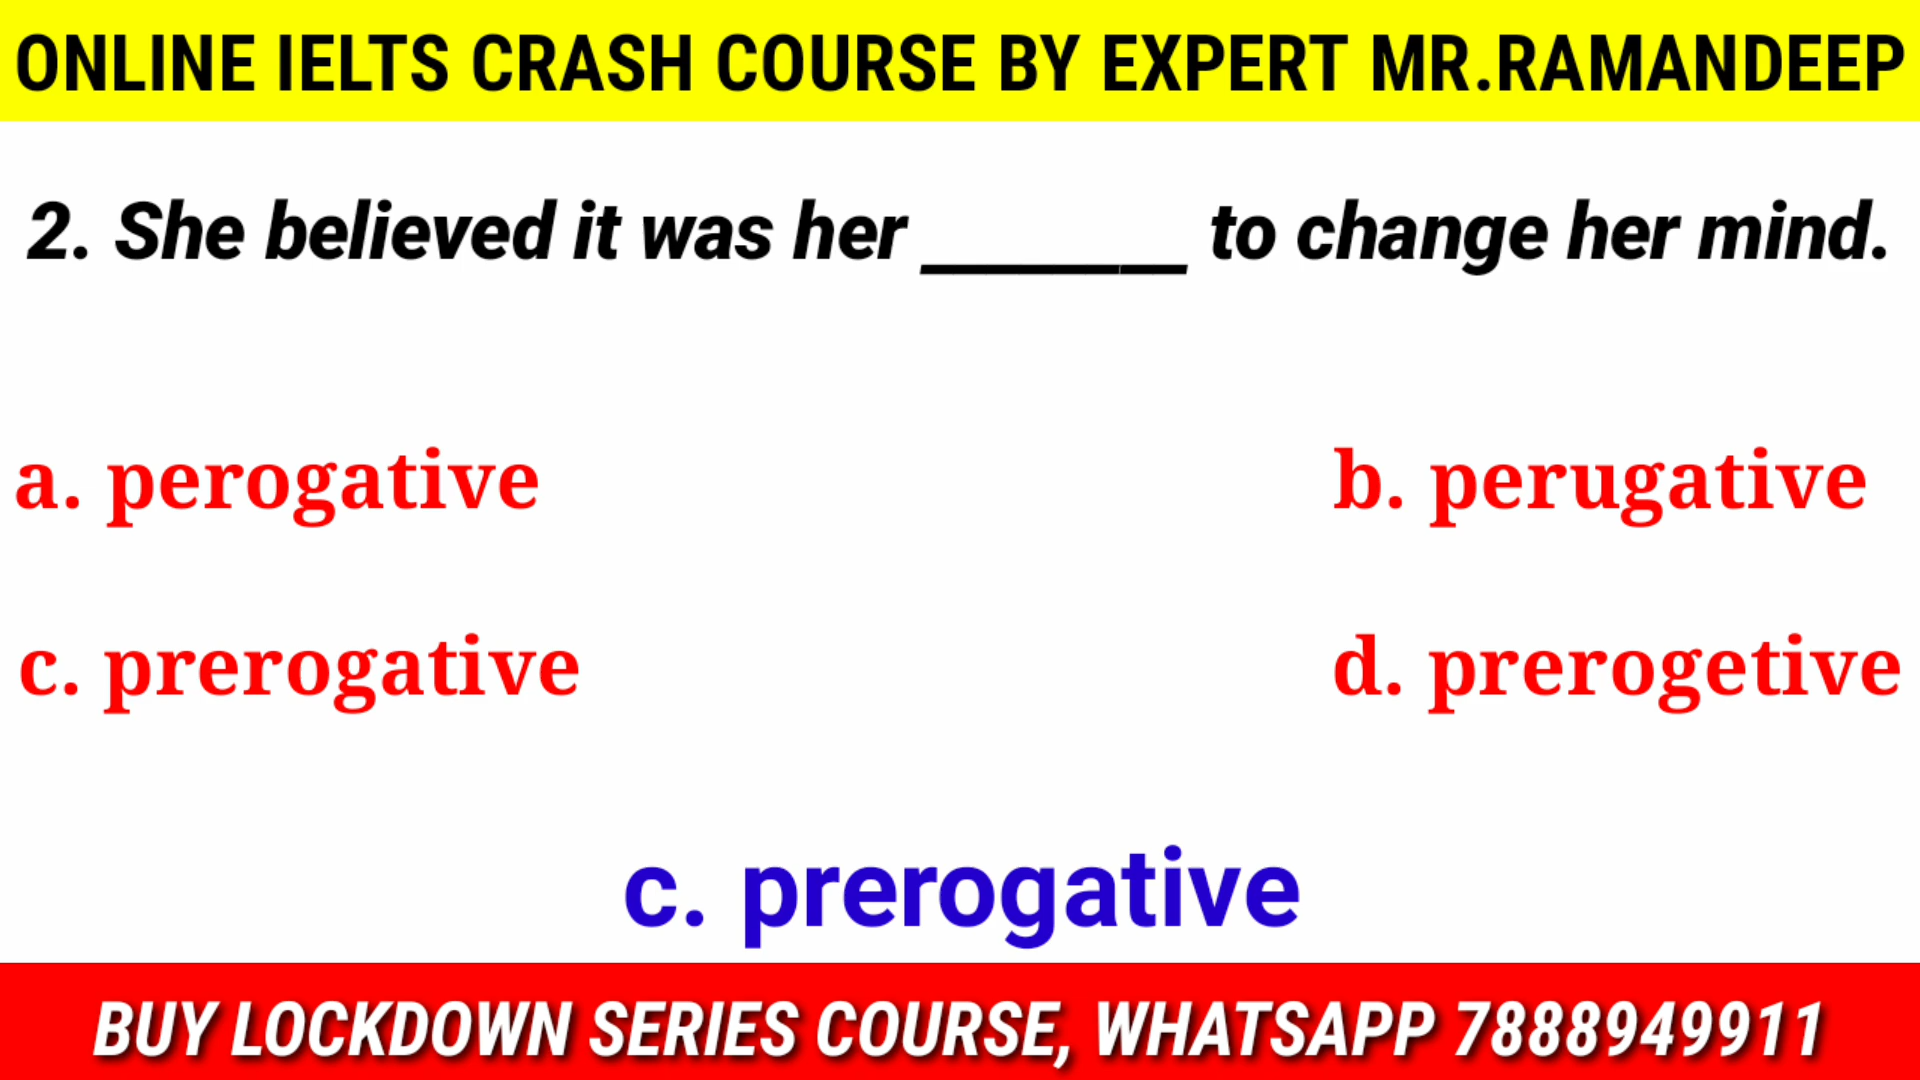 ONLINE IELTS CRASH COURSE BY EXPERT MR.RAMANDEEP
2. She believed it was her _______ to change her mind.
a. perogative
b. perugative
c. prerogative
d. prerogetive
c. prerogative
BUY LOCKDOWN SERIES COURSE, WHATSAPP 7888949911